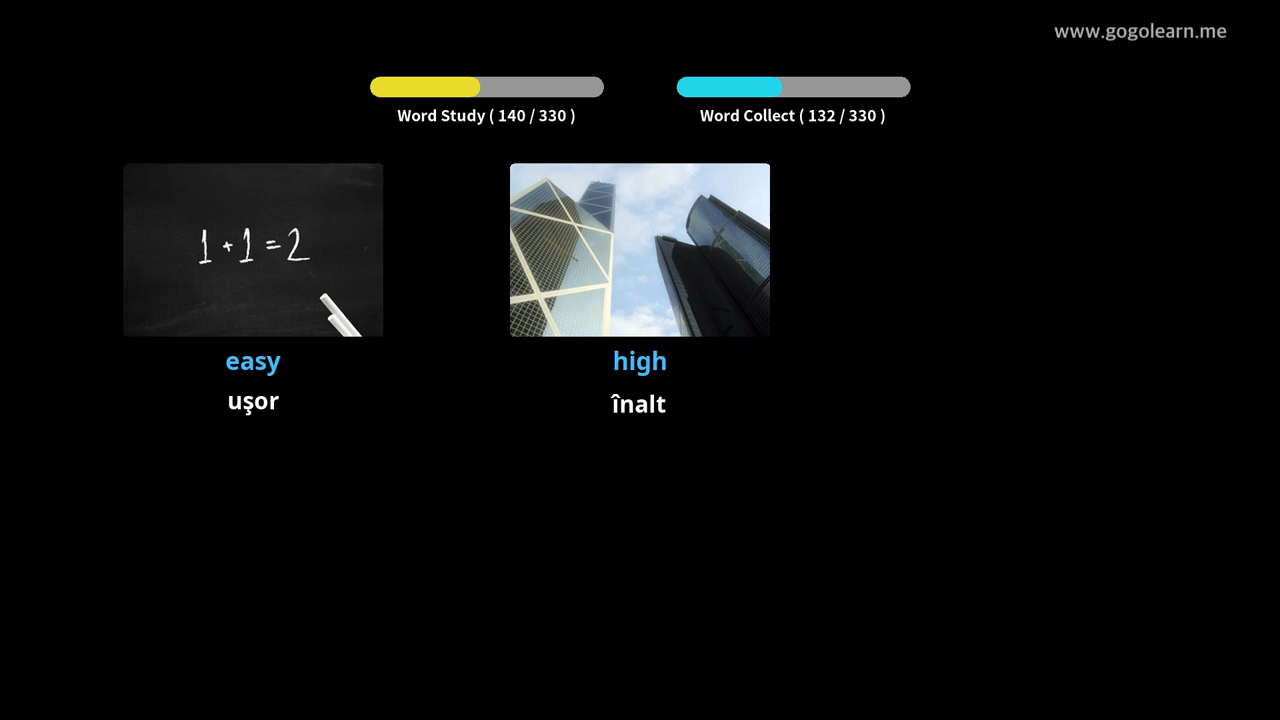 www.gogolearn.me
Word Study ( 140 / 330 )
Word Collect ( 132 / 330 )
1 + 1 = 2
easy
high
uşor
înalt